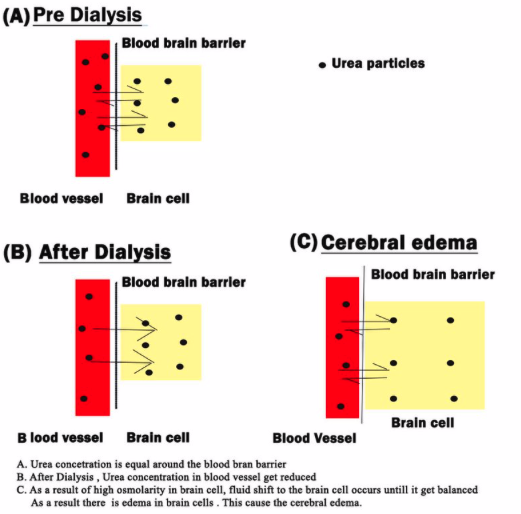 (A) Pre Dialysis
Blood brain barrier
Urea particles
Blood vessel Brain cell
(B) After Dialysis
Blood brain barrier
B lood vessel Brain cell
(C) Cerebral edema
Blood brain barrier
Brain cell
Blood Vessel
A. Urea concetration is equal around the blood bran barrier
B. After Dialysis , Urea concentration in blood vessel get reduced
C. As a result of high osmolarity in brain cell, fluid shift to the brain cell occurs untill it get balanced
As a result there is edema in brain cells . This cause the cerebral edema.